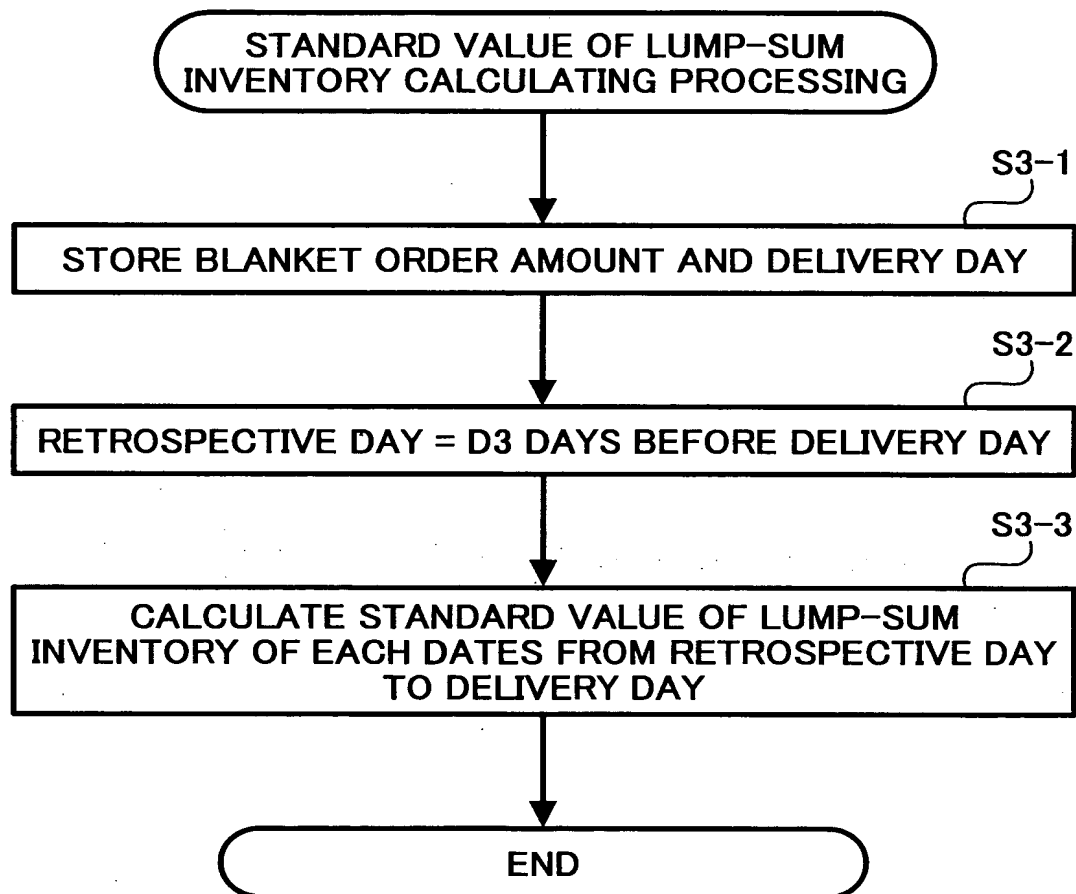 STANDARD VALUE OF LUMP-SUM
INVENTORY CALCULATING PROCESSING
S3-1
STORE BLANKET ORDER AMOUNT AND DELIVERY DAY
S3-2
RETROSPECTIVE DAY = D3 DAYS BEFORE DELIVERY DAY
S3-3
CALCULATE STANDARD VALUE OF LUMP-SUM
INVENTORY OF EACH DATES FROM RETROSPECTIVE DAY
TO DELIVERY DAY
END